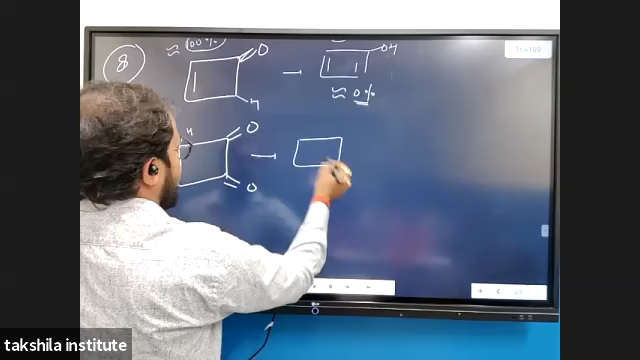 8
≈ 100%
O
H
OH
≈ 0%
H
O
O
takshila institute